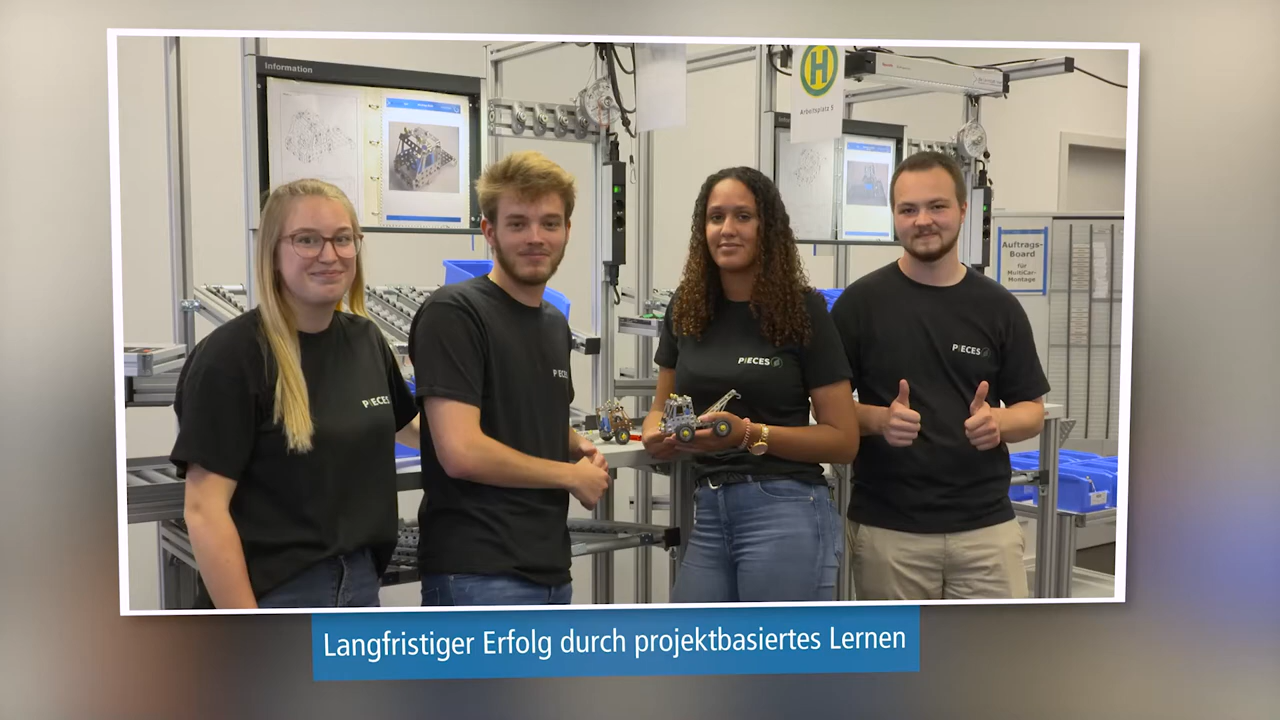 Information
H
Arbeitsplatz 5
Auftrags-
Board
für
MultiCar-
Montage
PIECES
PIECES
PIECES
PIECES
Langfristiger Erfolg durch projektbasiertes Lernen